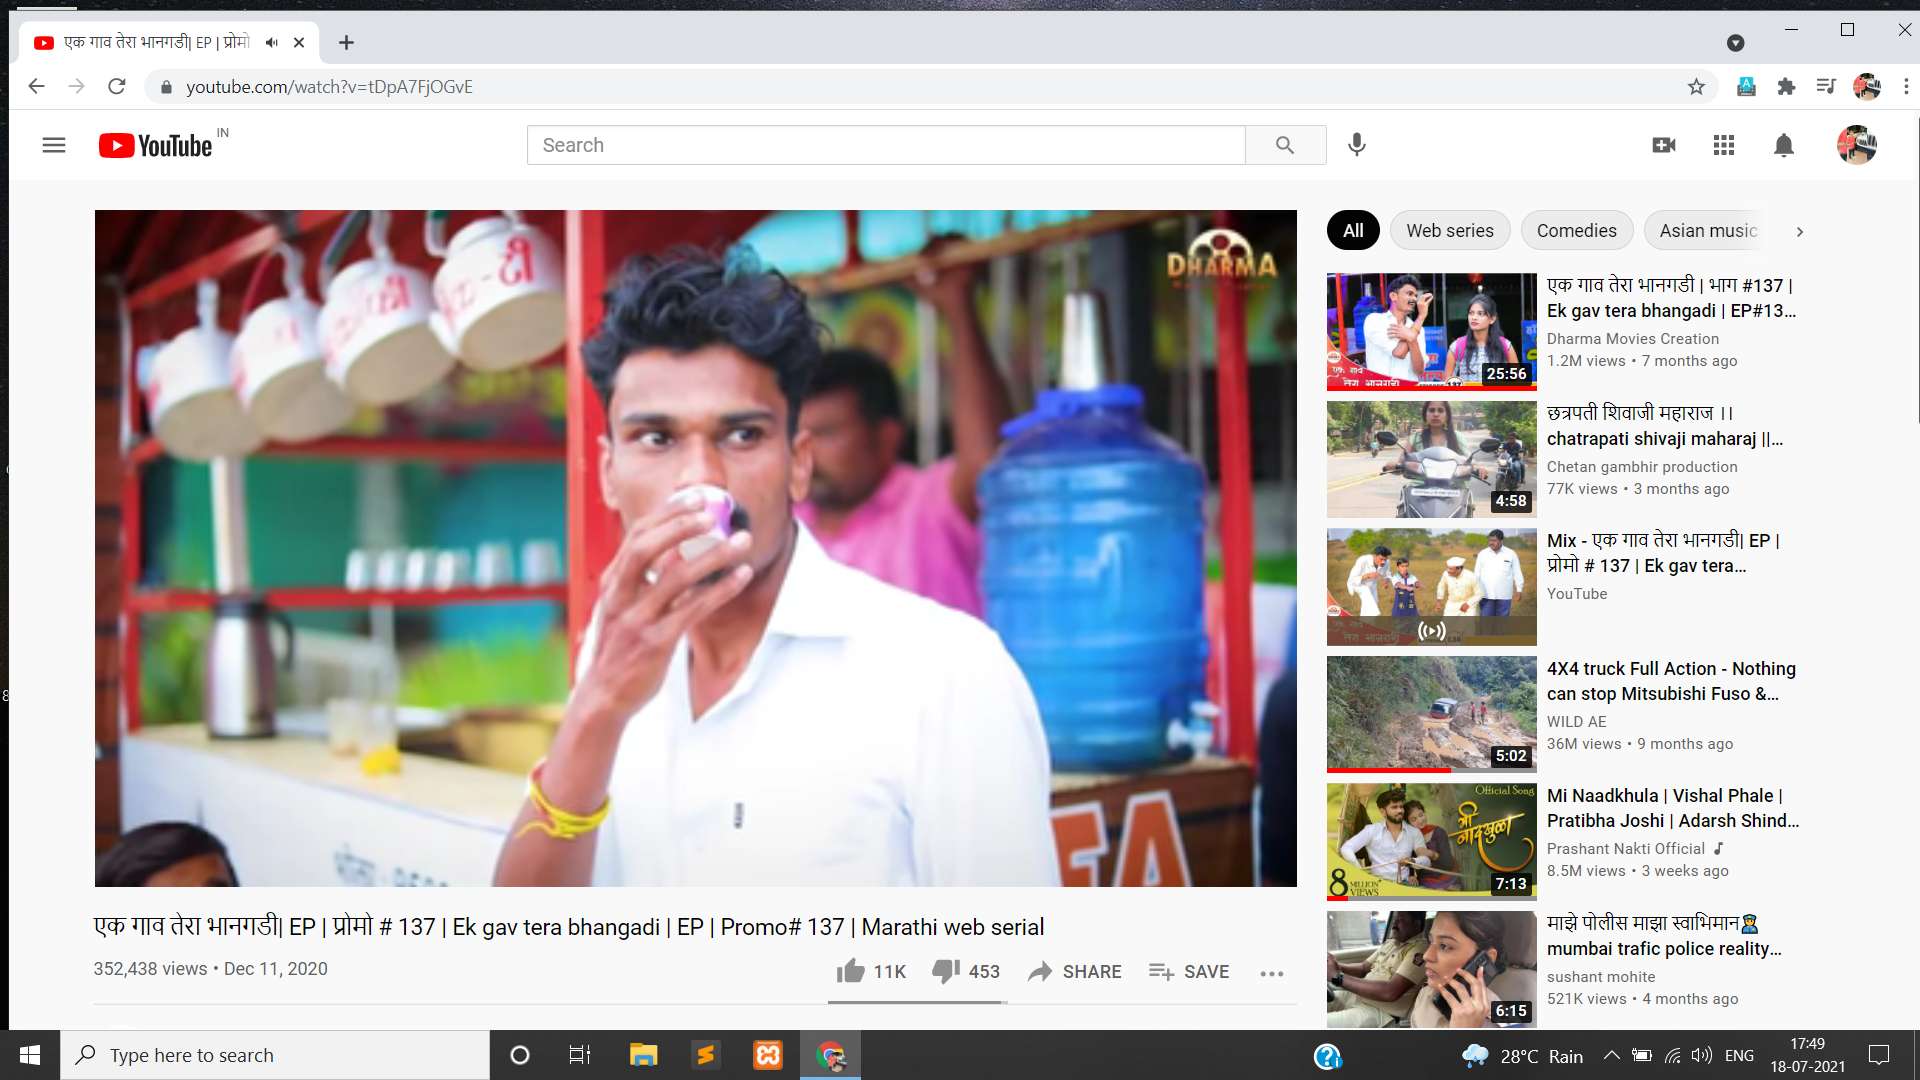 एक गाव तेरा भानगडी| EP | प्रोमो
youtube.com/watch?v=tDpA7FjOGvE
YouTube IN
Search
DHARMA
All
Web series
Comedies
Asian music
एक गाव तेरा भानगडी | भाग #137 |
Ek gav tera bhangadi | EP#13...
Dharma Movies Creation
1.2M views • 7 months ago
25:56
छत्रपती शिवाजी महाराज ।।
chatrapati shivaji maharaj ||...
Chetan gambhir production
77K views • 3 months ago
4:58
Mix - एक गाव तेरा भानगडी| EP |
प्रोमो # 137 | Ek gav tera...
YouTube
4X4 truck Full Action - Nothing
can stop Mitsubishi Fuso &...
WILD AE
36M views • 9 months ago
5:02
Official Song
मी नादखुळा
8 MILLION+ VIEWS
7:13
Mi Naadkhula | Vishal Phale |
Pratibha Joshi | Adarsh Shind...
Prashant Nakti Official
8.5M views • 3 weeks ago
माझे पोलीस माझा स्वाभिमान👮
mumbai trafic police reality...
sushant mohite
521K views • 4 months ago
6:15
एक गाव तेरा भानगडी| EP | प्रोमो # 137 | Ek gav tera bhangadi | EP | Promo# 137 | Marathi web serial
352,438 views • Dec 11, 2020
11K
453
SHARE
SAVE
Type here to search
28°C Rain
ENG
17:49
18-07-2021